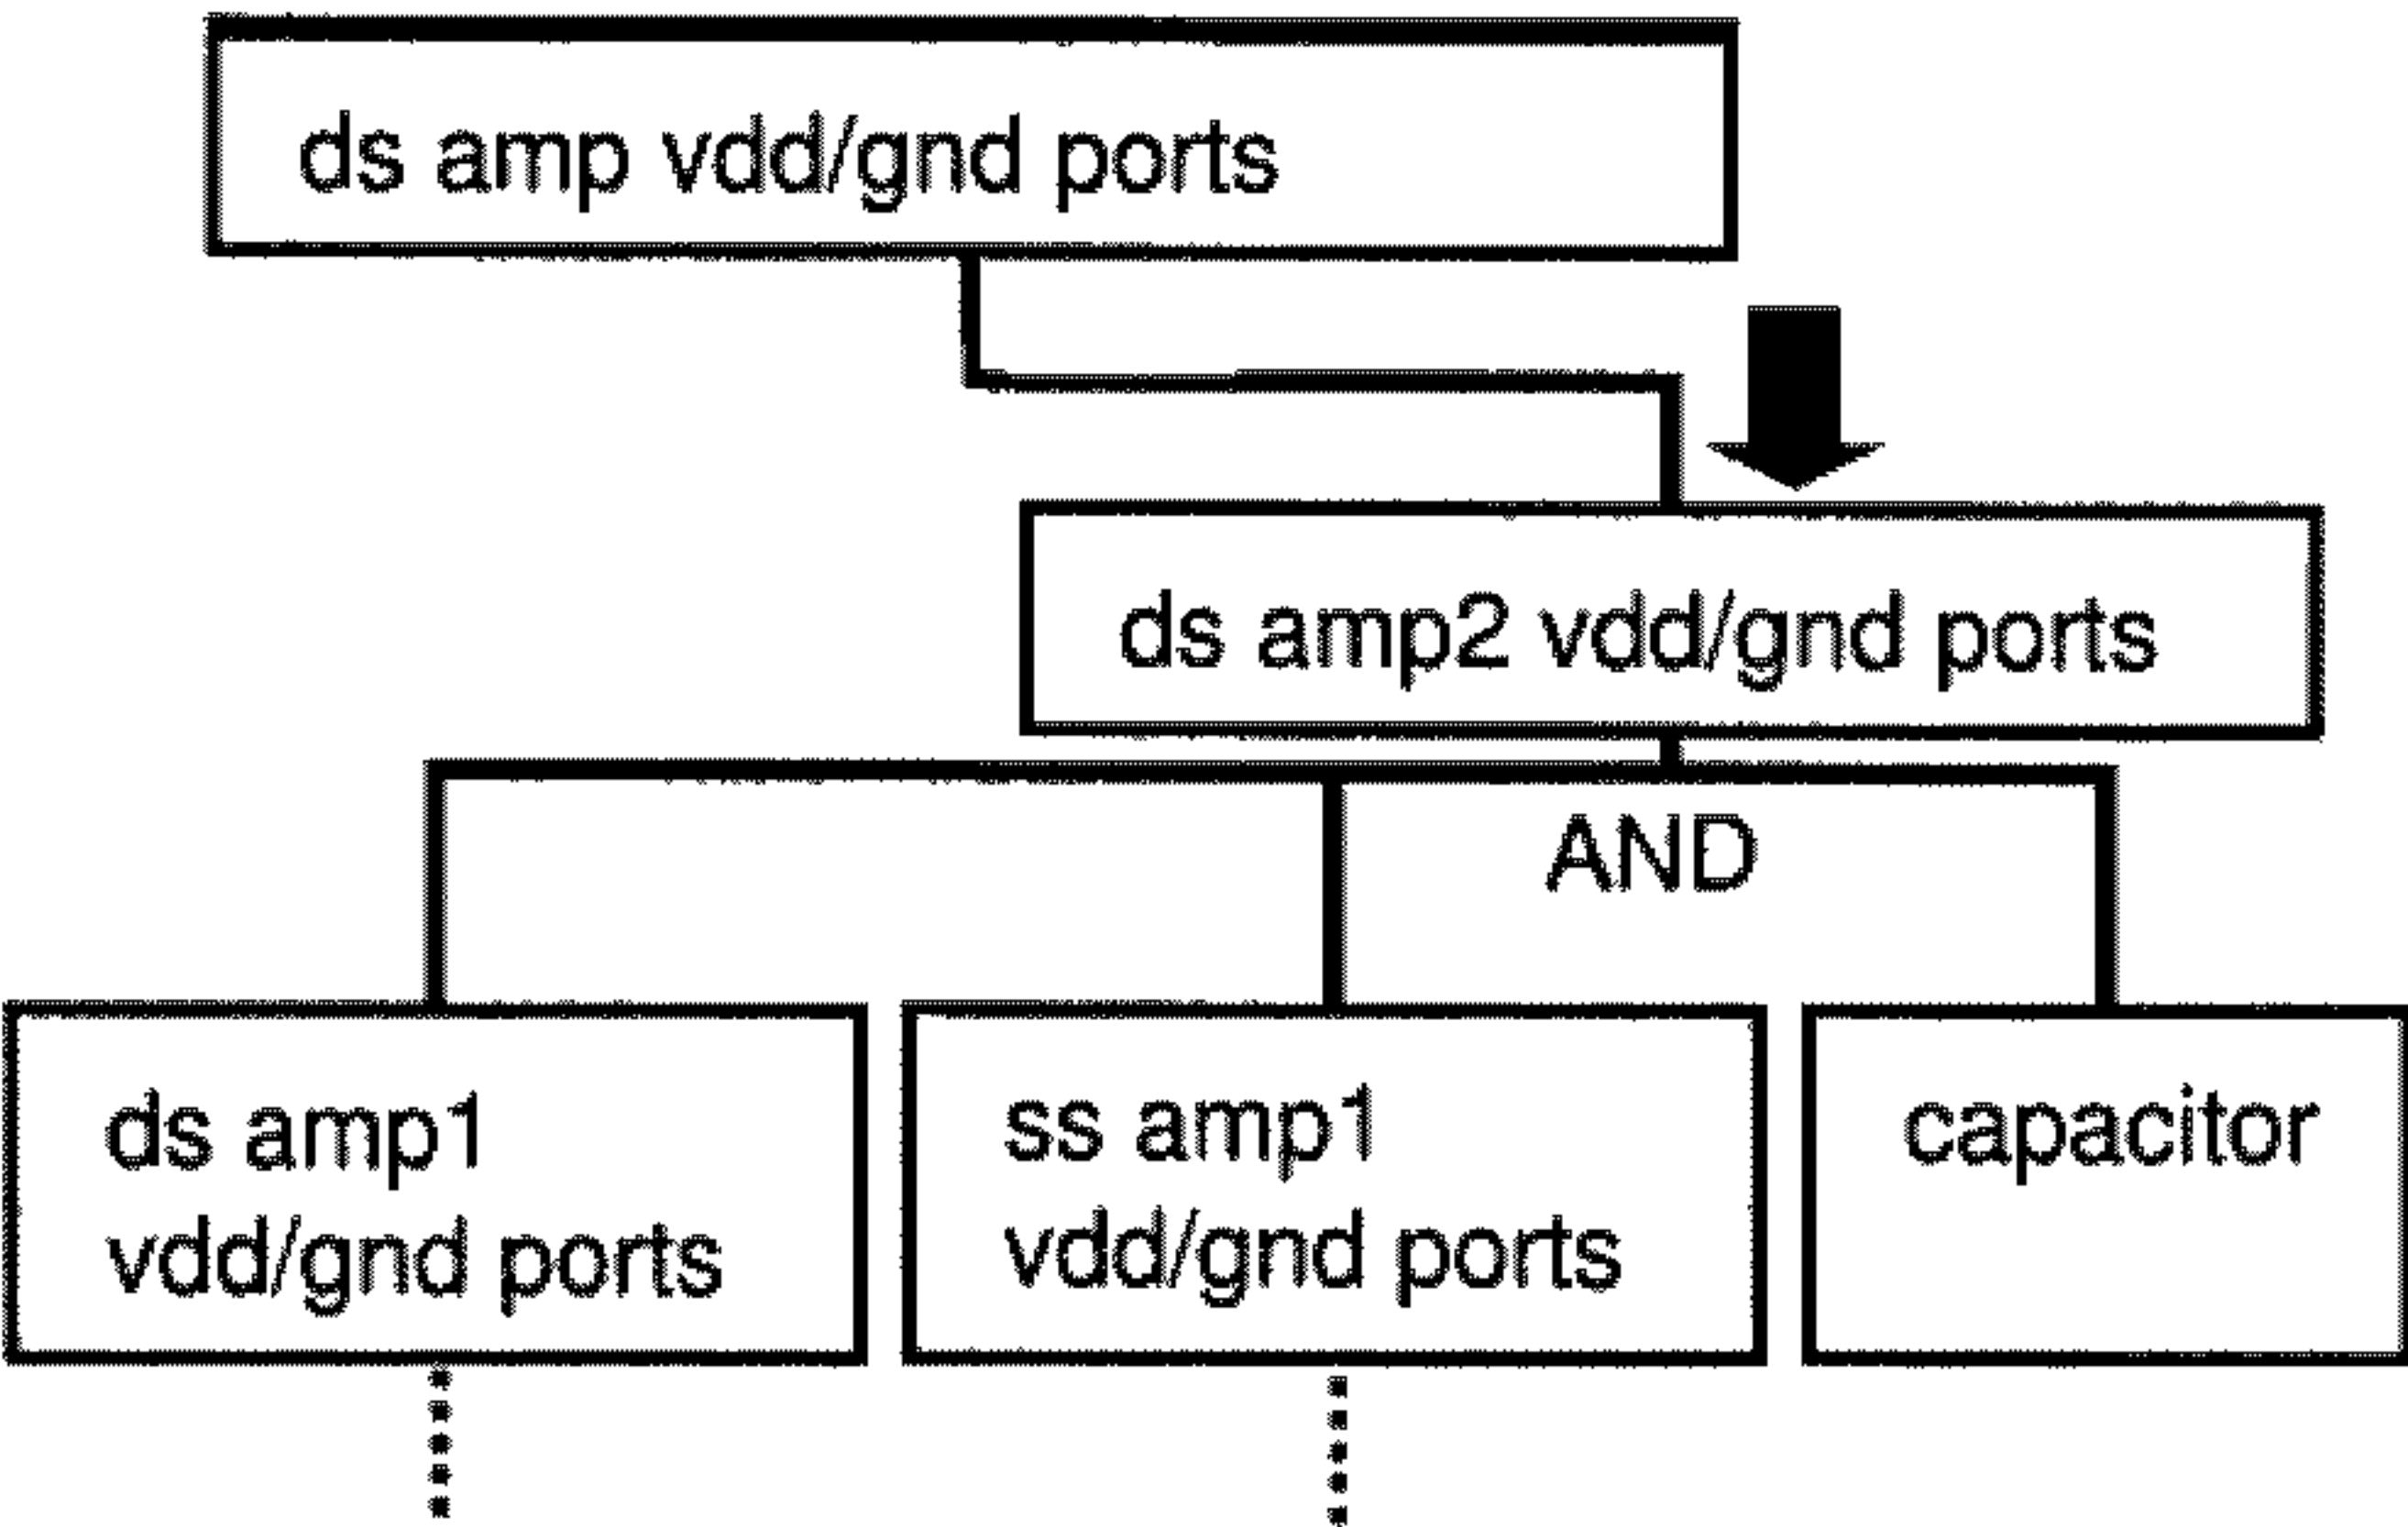 ds amp vdd/gnd ports
ds amp2 vdd/gnd ports
AND
ds amp1
vdd/gnd ports
ss amp1
vdd/gnd ports
capacitor